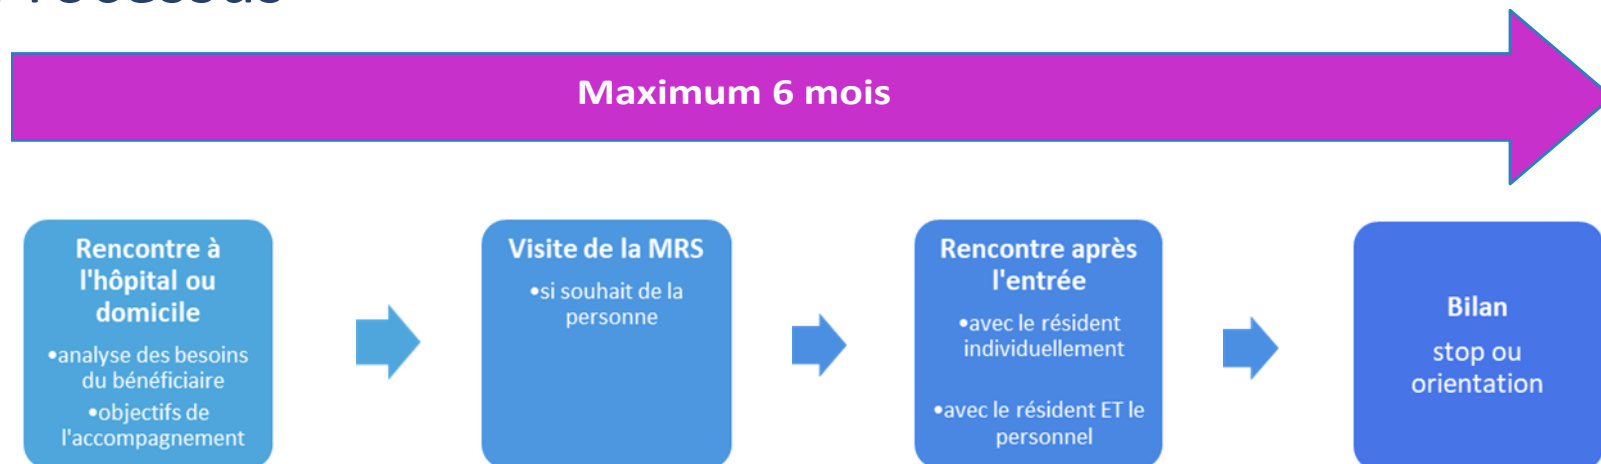 Maximum 6 mois
Rencontre à
l'hôpital ou
domicile
•analyse des besoins
du bénéficiaire
•objectifs de
l'accompagnement
Visite de la MRS
•si souhait de la
personne
Rencontre après
l'entrée
•avec le résident
individuellement
•avec le résident ET le
personnel
Bilan
stop ou
orientation